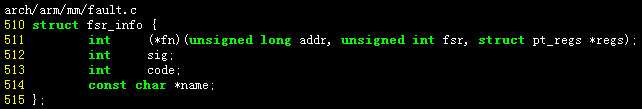 arch/arm/mm/fault.c
510 struct fsr_info {
511         int     (*fn)(unsigned long addr, unsigned int fsr, struct pt_regs *regs);
512         int     sig;
513         int     code;
514         const char *name;
515 };